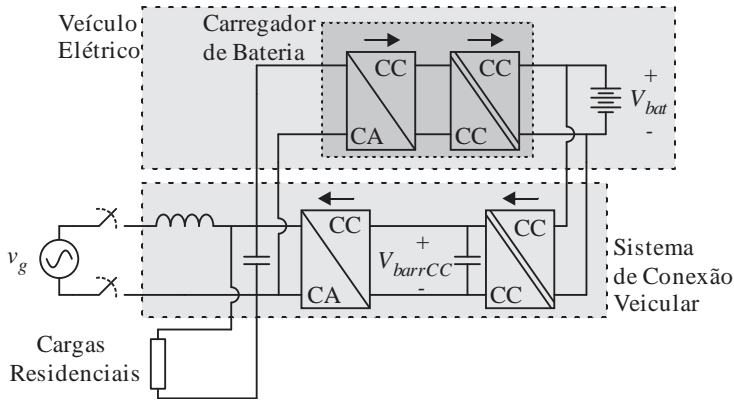 Veículo
Elétrico
Carregador
de Bateria
CC
CA
CC
CC
+
V_bat
-
v_g
CC
CA
+
V_barrCC
-
CC
CC
Sistema
de Conexão
Veicular
Cargas
Residenciais